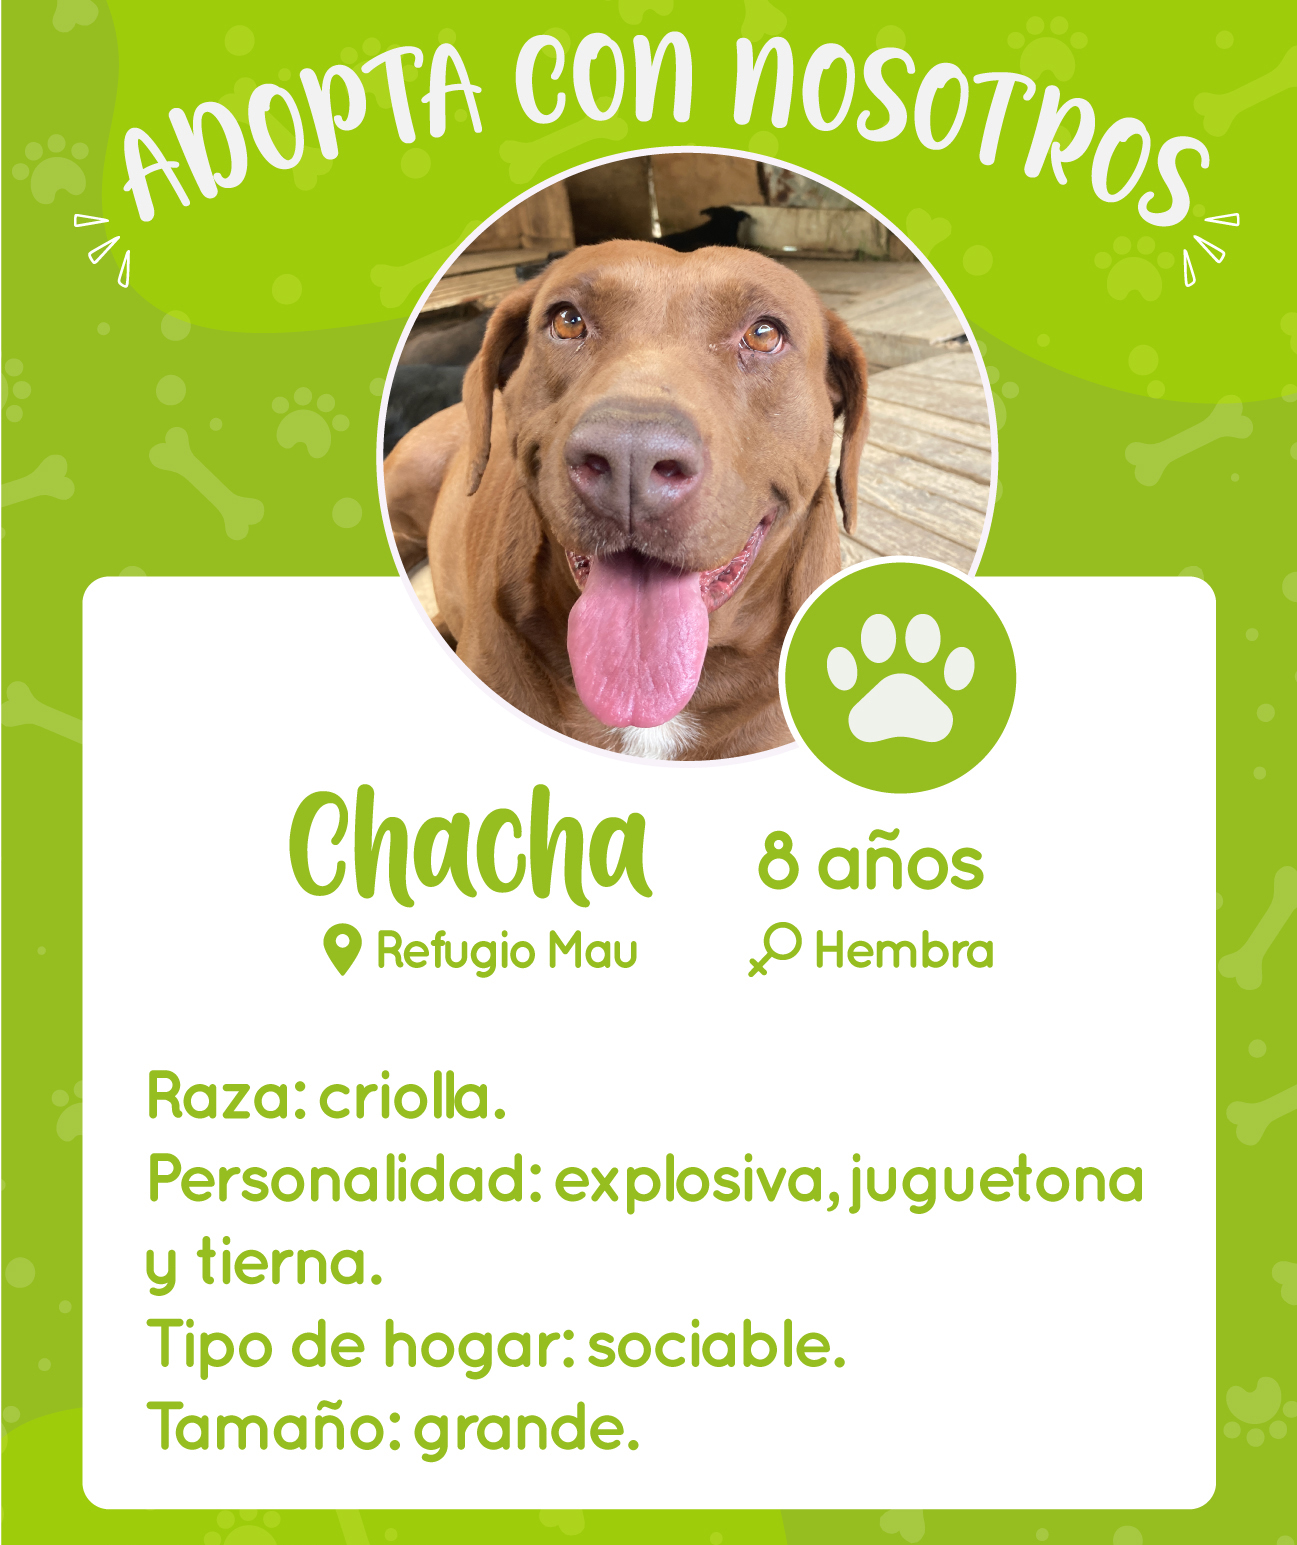 ADOPTA CON NOSOTROS
Chacha
8 años
Refugio Mau
Hembra
Raza: criolla.
Personalidad: explosiva, juguetona
y tierna.
Tipo de hogar: sociable.
Tamaño: grande.